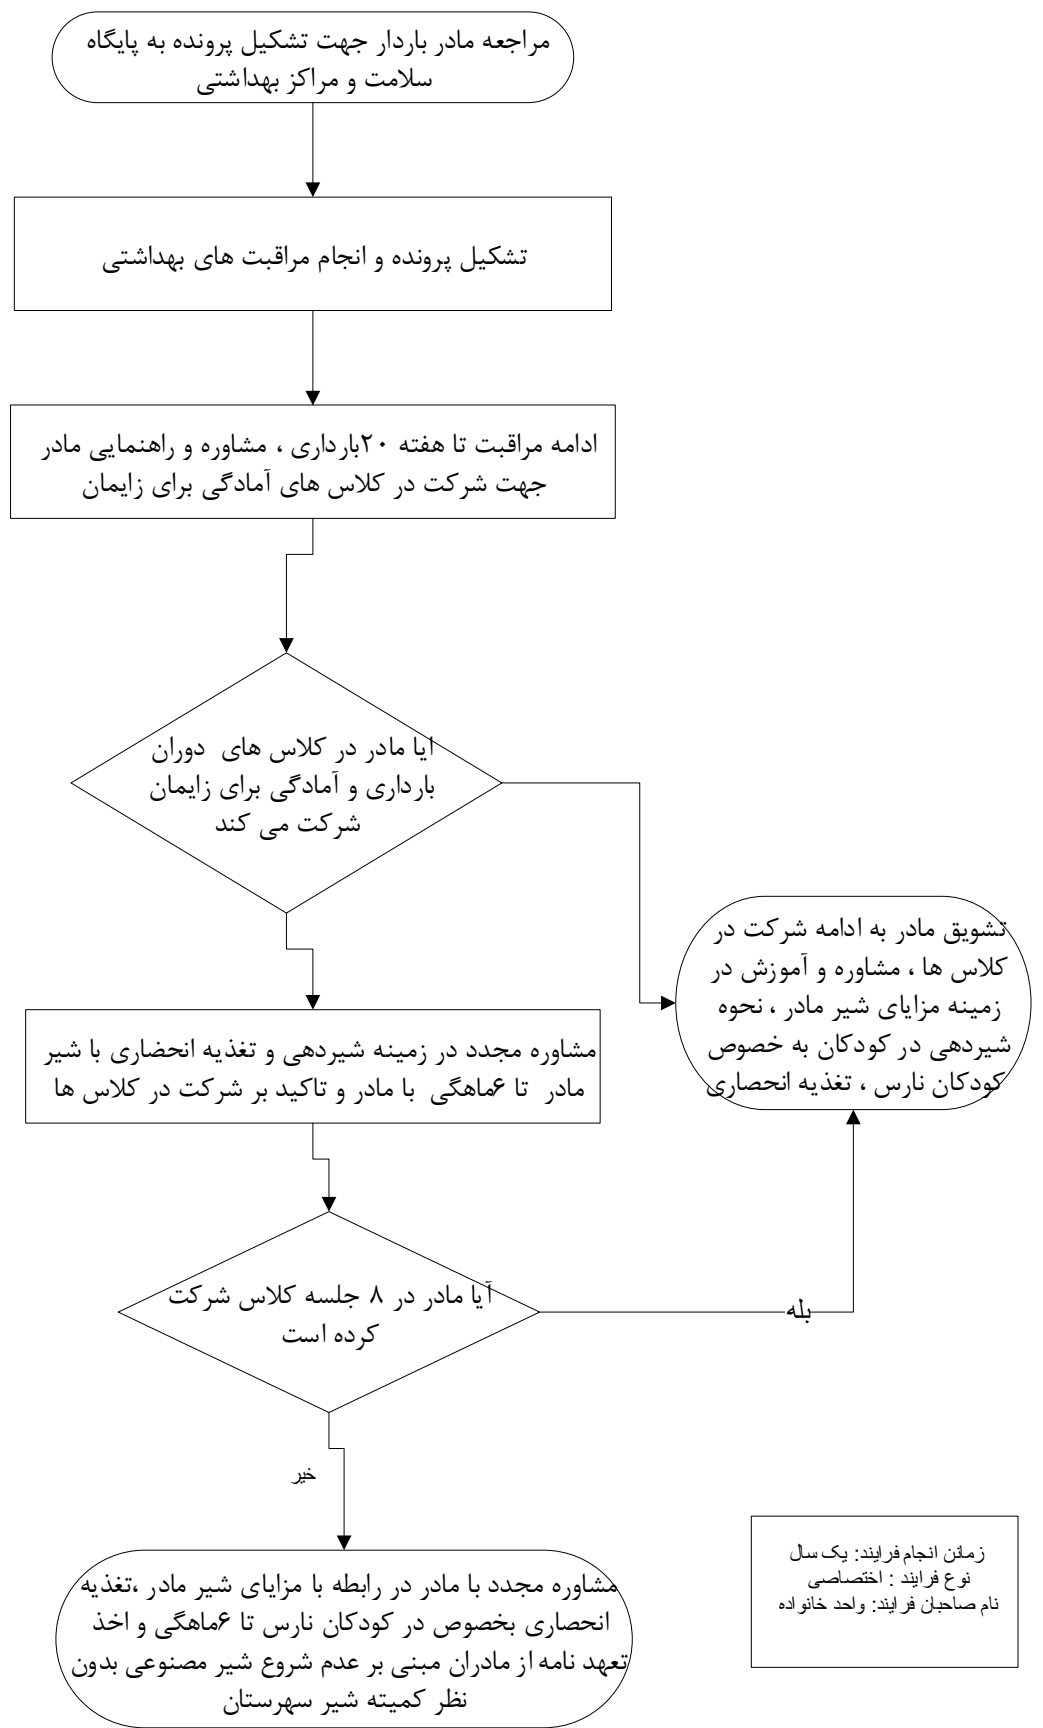 مراجعه مادر باردار جهت تشکیل پرونده به پایگاه
سلامت و مراکز بهداشتی
تشکیل پرونده و انجام مراقبت های بهداشتی
ادامه مراقبت تا هفته ۲۰بارداری ، مشاوره و راهنمایی مادر
جهت شرکت در کلاس های آمادگی برای زایمان
ایا مادر در کلاس های دوران
بارداری و آمادگی برای زایمان
شرکت می کند
تشویق مادر به ادامه شرکت در
کلاس ها ، مشاوره و آموزش در
زمینه مزایای شیر مادر ، نحوه
شیردهی در کودکان به خصوص
کودکان نارس ، تغذیه انحصاری
مشاوره مجدد در زمینه شیردهی و تغذیه انحضاری با شیر
مادر تا ۶ماهگی با مادر و تاکید بر شرکت در کلاس ها
آیا مادر در ۸ جلسه کلاس شرکت
کرده است
بله
خیر
مشاوره مجدد با مادر در رابطه با مزایای شیر مادر ،تغذیه
انحصاری بخصوص در کودکان نارس تا ۶ماهگی و اخذ
تعهد نامه از مادران مبنی بر عدم شروع شیر مصنوعی بدون
نظر کمیته شیر سهرستان
زمانن انجام فرایند: یک سال
نوع فرایند : اختصاصی
نام صاحبان فرایند: واحد خانواده